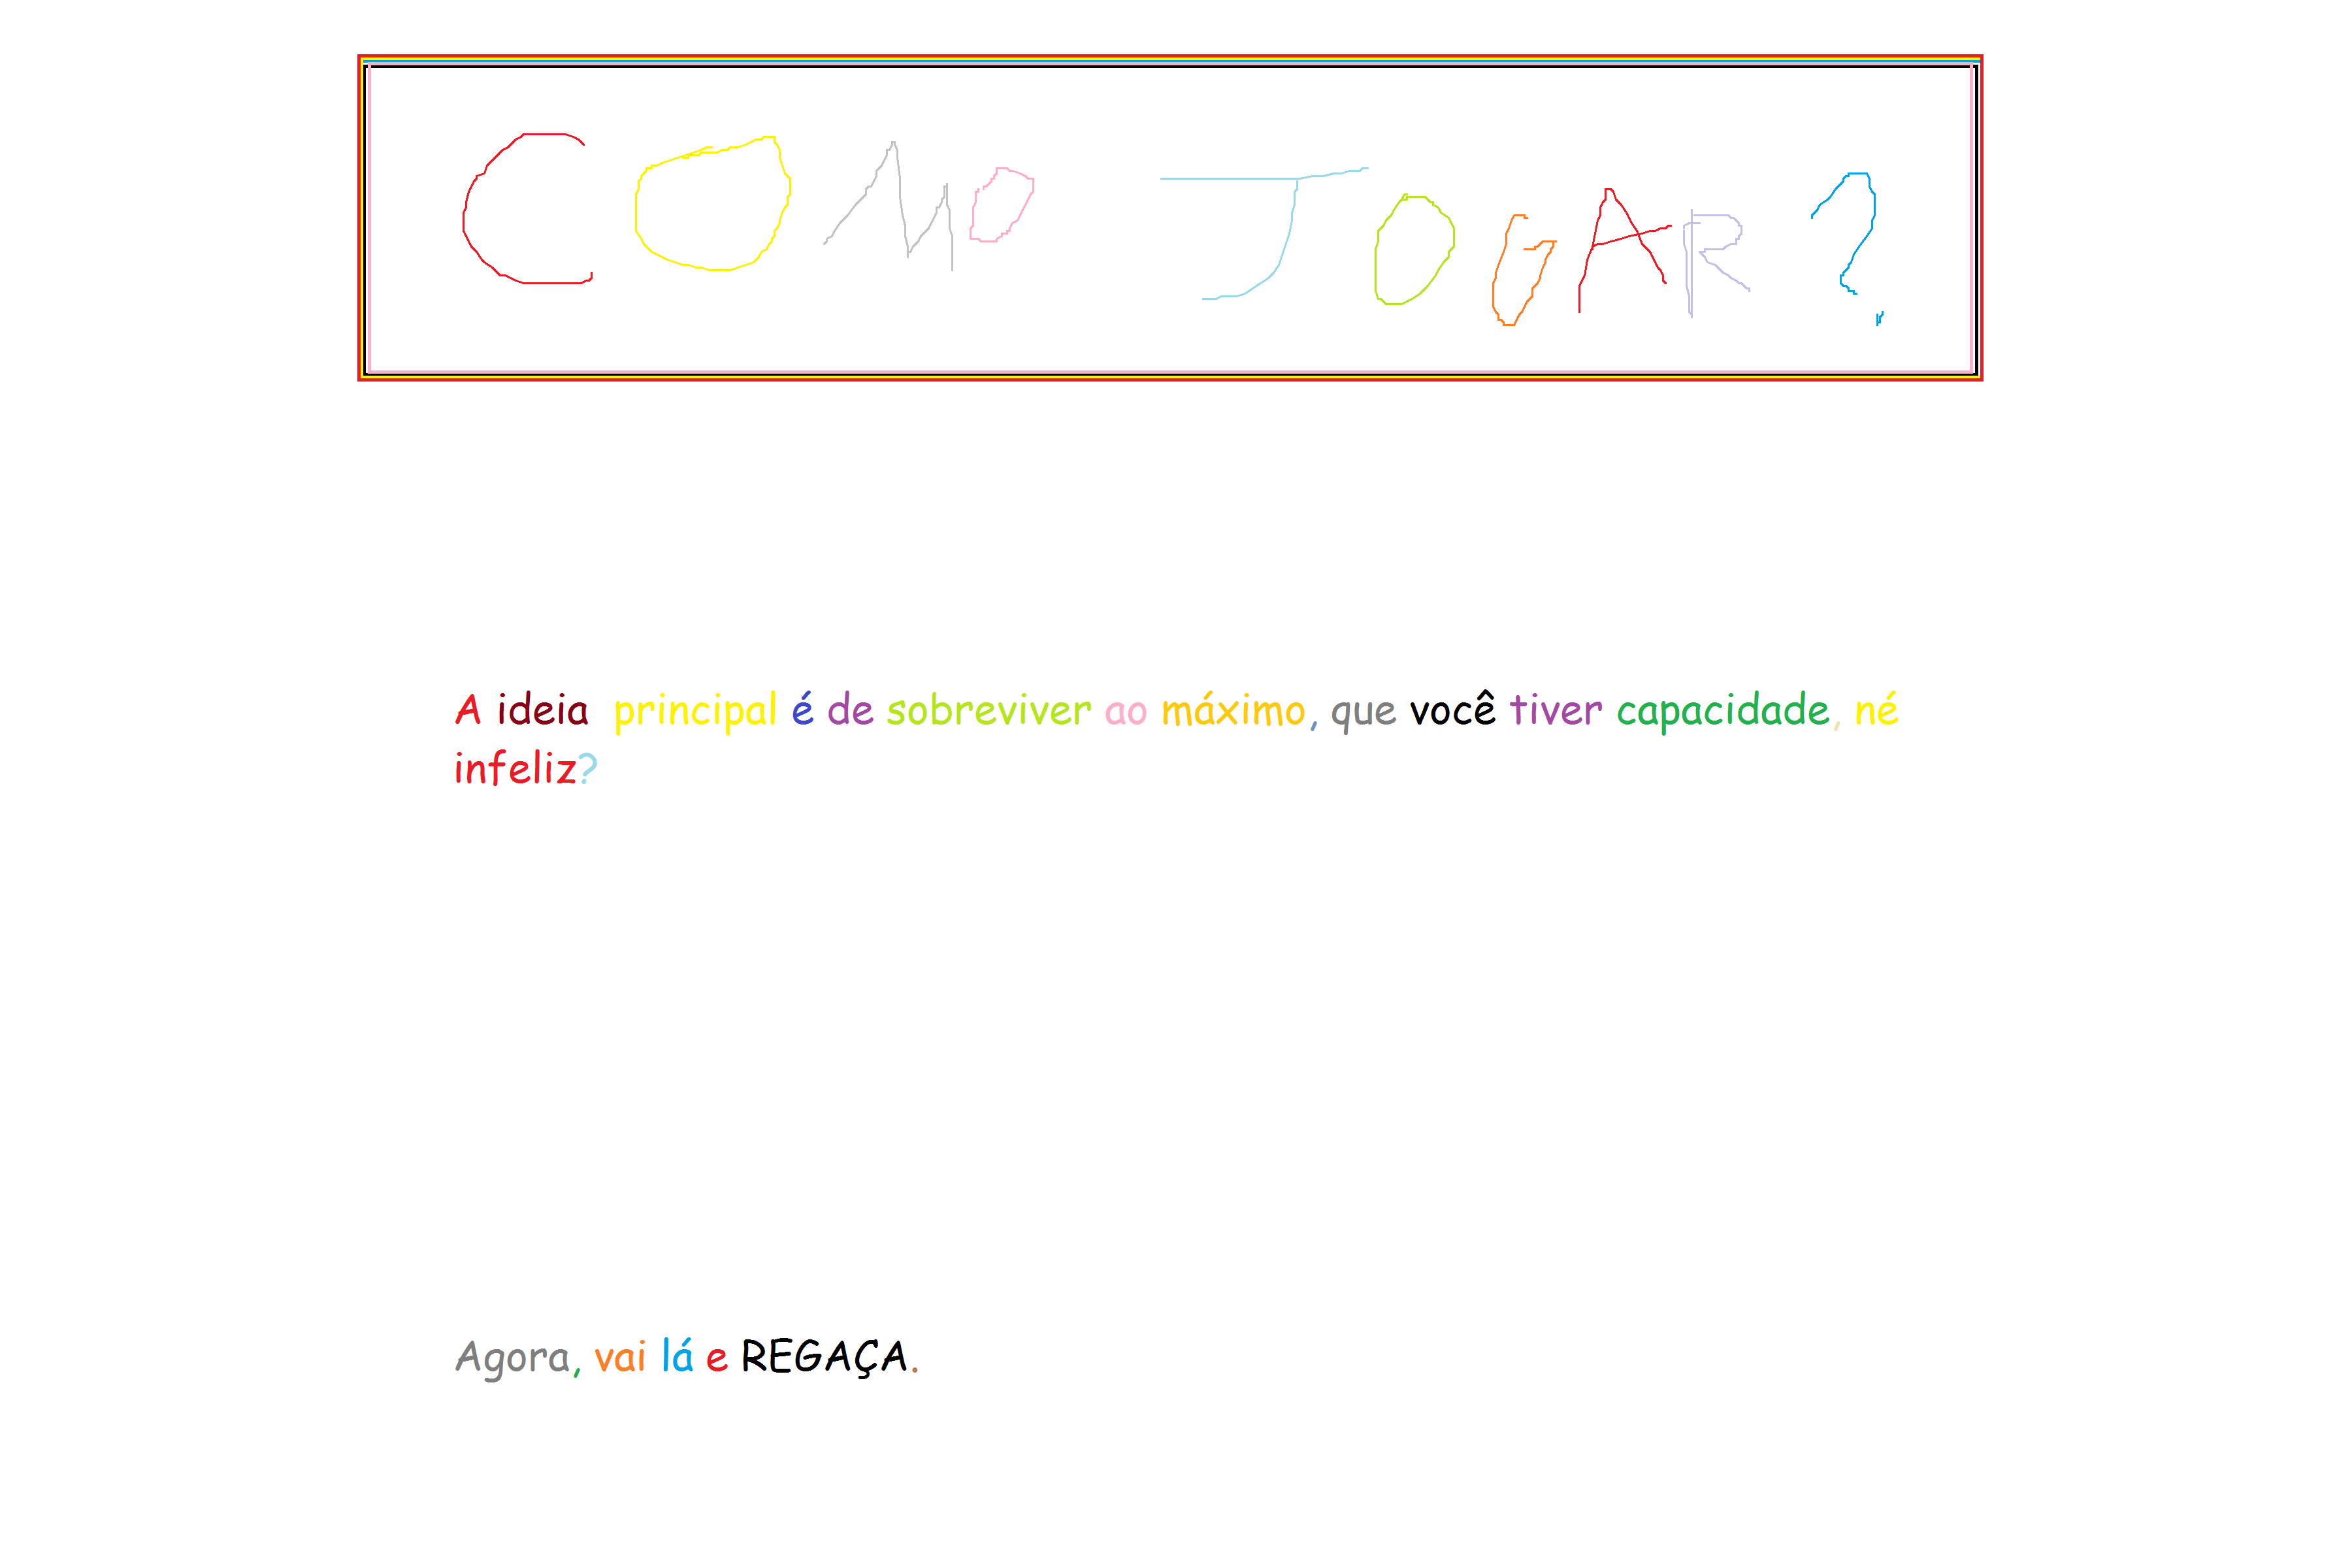 COMO JOGAR?
A ideia principal é de sobreviver ao máximo, que você tiver capacidade, né
infeliz?
Agora, vai lá e REGAÇA.